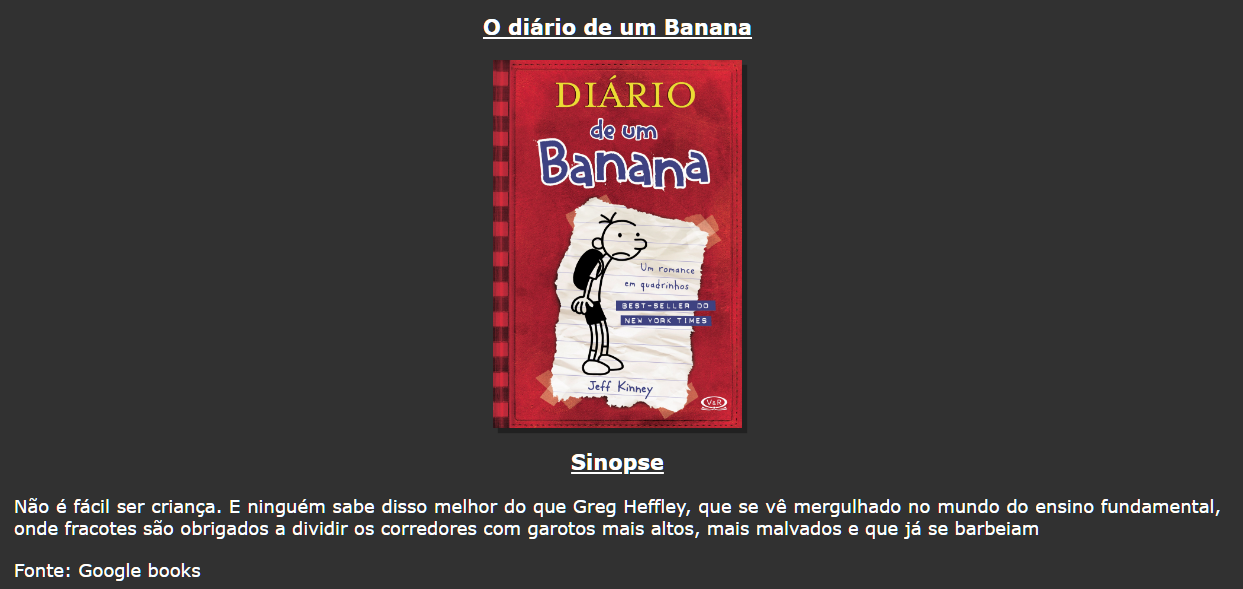 O diário de um Banana
DIÁRIO
de um
Banana
Um romance
em quadrinhos
BEST-SELLER DO
NEW YORK TIMES
Jeff Kinney
V&R
Sinopse
Não é fácil ser criança. E ninguém sabe disso melhor do que Greg Heffley, que se vê mergulhado no mundo do ensino fundamental,
onde fracotes são obrigados a dividir os corredores com garotos mais altos, mais malvados e que já se barbeiam
Fonte: Google books